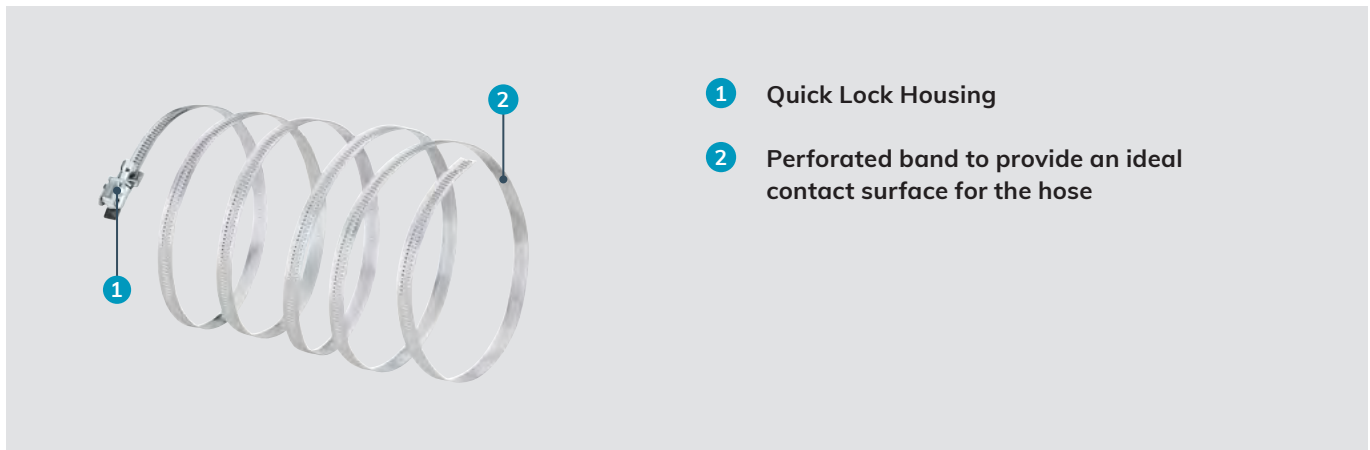 2
1
1 Quick Lock Housing
2 Perforated band to provide an ideal
contact surface for the hose